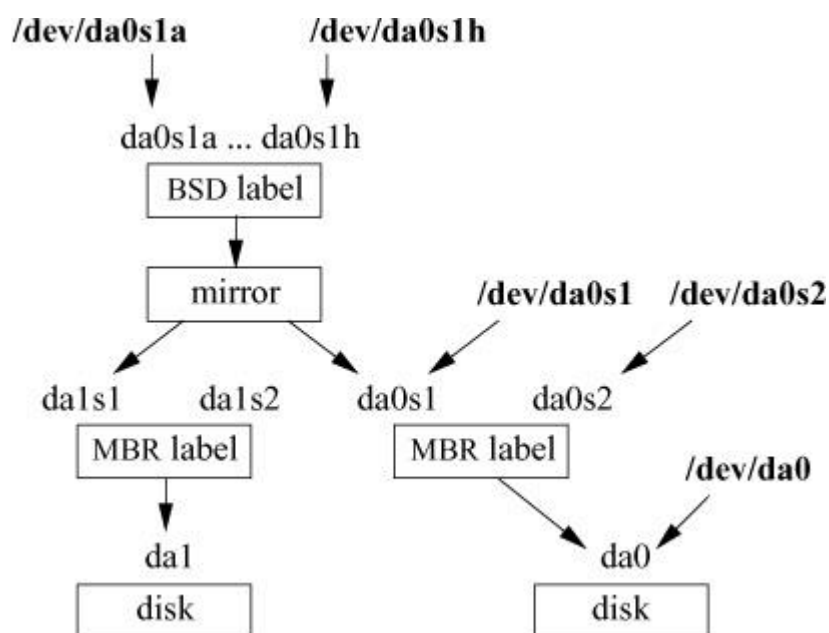 /dev/da0s1a /dev/da0s1h
da0s1a ... da0s1h
BSD label
mirror
/dev/da0s1 /dev/da0s2
da1s1 da1s2 da0s1 da0s2
MBR label MBR label
/dev/da0
da1 da0
disk disk